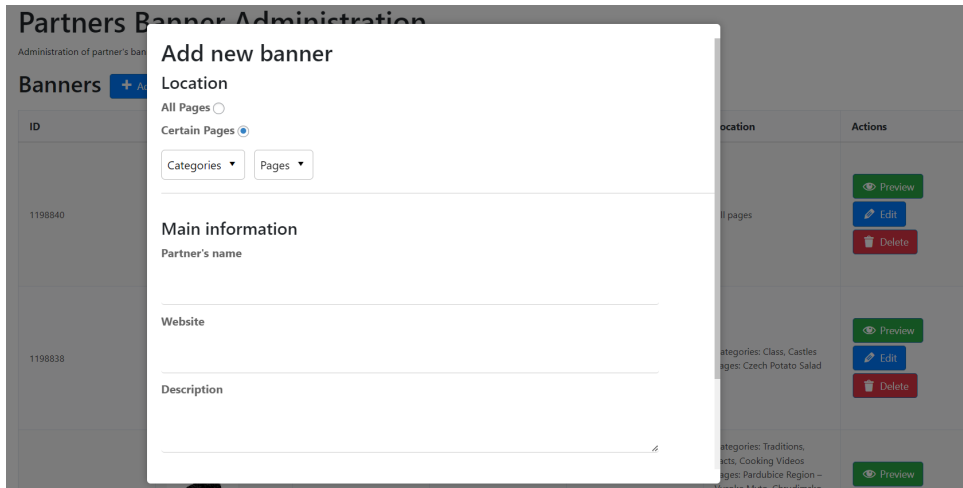 Partners Banner Administration
Administration of partner's ban
Banners
Add new banner
Location
All Pages
Certain Pages
Categories
Pages
Main information
Partner's name
Website
Description
ID
ocation
Actions
1198840
ll pages
Preview
Edit
Delete
1198838
ategories: Class, Castles
ages: Czech Potato Salad
Preview
Edit
Delete
ategories: Traditions,
acts, Cooking Videos
ages: Pardubice Region –
Preview